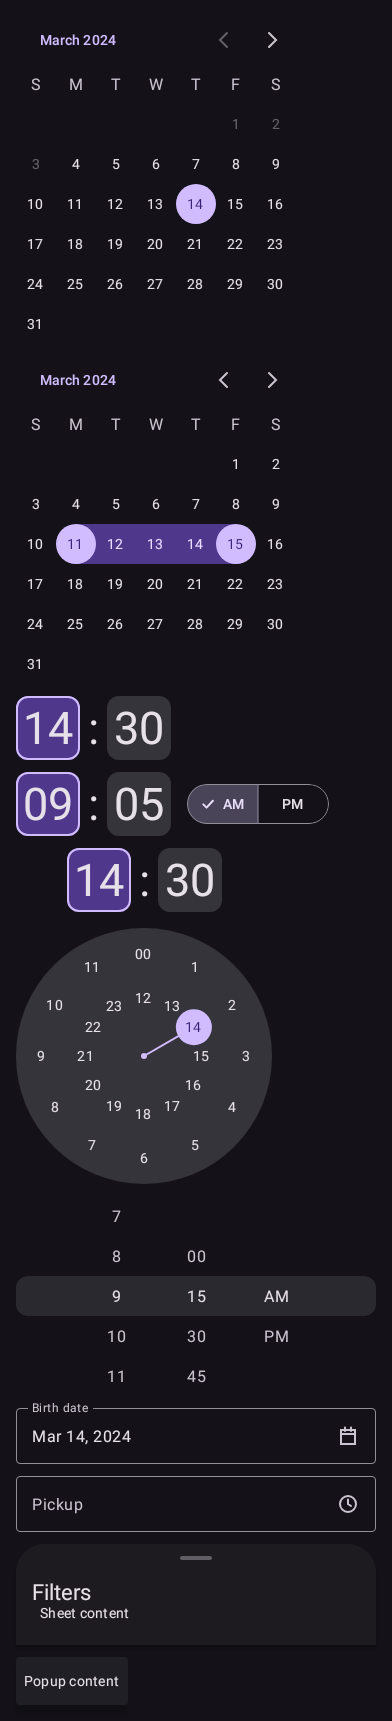 March 2024
S M T W T F S
1 2
3 4 5 6 7 8 9
10 11 12 13 14 15 16
17 18 19 20 21 22 23
24 25 26 27 28 29 30
31
March 2024
S M T W T F S
1 2
3 4 5 6 7 8 9
10 11 12 13 14 15 16
17 18 19 20 21 22 23
24 25 26 27 28 29 30
31
14 : 30
09 : 05 AM PM
14 : 30
00
11 1
12
10 23 13 2
22 14
9 21 15 3
20 16
8 19 17 4
18
7 5
6
7
8 00
9 15 AM
10 30 PM
11 45
Birth date
Mar 14, 2024
Pickup
Filters
Sheet content
Popup content